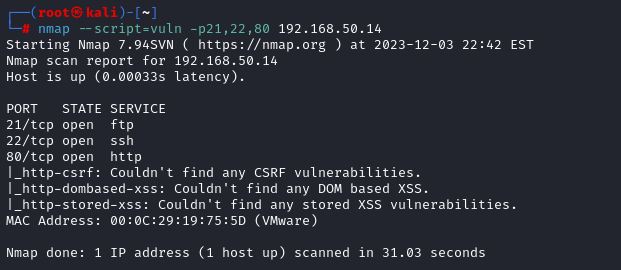 ┌──(root㉿kali)-[~]
└─# nmap --script=vuln -p21,22,80 192.168.50.14
Starting Nmap 7.94SVN ( https://nmap.org ) at 2023-12-03 22:42 EST
Nmap scan report for 192.168.50.14
Host is up (0.00033s latency).

PORT   STATE SERVICE
21/tcp open  ftp
22/tcp open  ssh
80/tcp open  http
|_http-csrf: Couldn't find any CSRF vulnerabilities.
|_http-dombased-xss: Couldn't find any DOM based XSS.
|_http-stored-xss: Couldn't find any stored XSS vulnerabilities.
MAC Address: 00:0C:29:19:75:5D (VMware)

Nmap done: 1 IP address (1 host up) scanned in 31.03 seconds